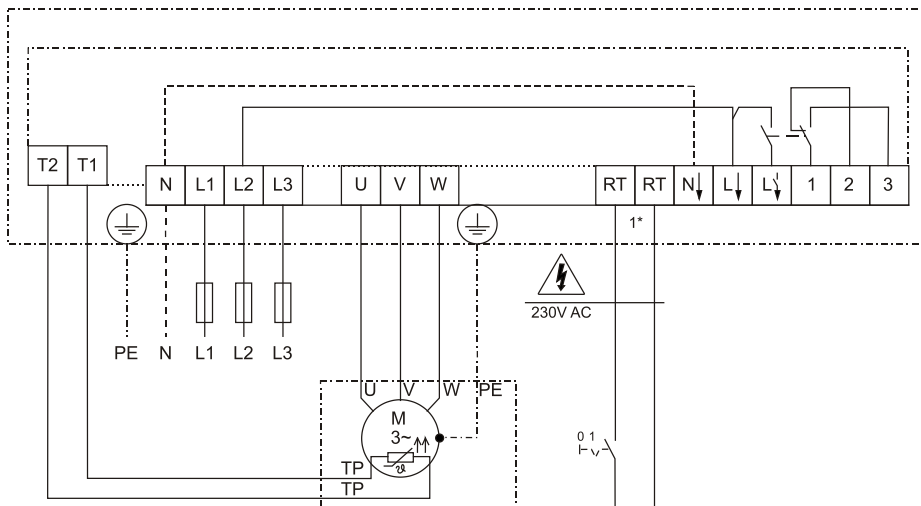 T2 T1
N L1 L2 L3 U V W RT RT N L L 1 2 3
1*
230V AC
PE N L1 L2 L3
U V W PE
M
3~
0 1
ϑ
TP
TP